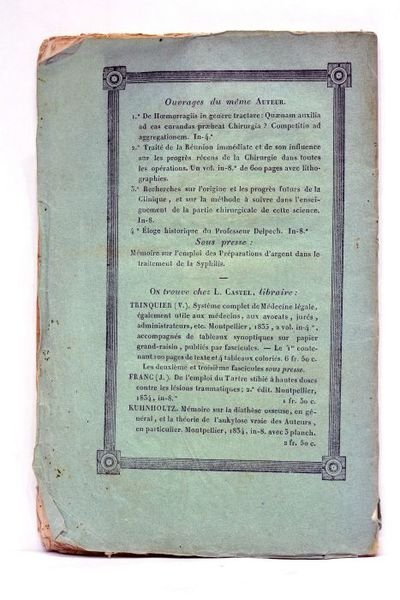 Ouvrages du même AUTEUR.
1.° De Hœmorragiis in genere tractare : Quænam auxilia
ad eas curandas præbeat Chirurgia ? Competitio ad
aggregationem. In-4.°
2.° Traité de la Réunion immédiate et de son influence
sur les progrès récens de la Chirurgie dans toutes
les opérations. Un vol. in-8.° de 600 pages avec litho-
graphies.
3.° Recherches sur l'origine et les progrès futurs de la
Clinique, et sur la méthode à suivre dans l'ensei-
guement de la partie chirurgicale de cette science.
In-8.
4.° Éloge historique du Professeur Delpech. In-8.°
Sous presse :
Mémoire sur l'emploi des Préparations d'argent dans le
traitement de la Syphilis.
—
ON trouve chez L. CASTEL, libraire :
TRINQUIER (V.). Système complet de Médecine légale,
également utile aux médecins, aux avocats, jurés,
administrateurs, etc. Montpellier, 1835, 2 vol. in-4°,
accompagnés de tableaux synoptiques sur papier
grand-raisin, publiés par fascicules. — Le 1er conte-
nant 100 pages de texte et 4 tableaux coloriés. 6 fr. 50 c.
Les deuxième et troisième fascicules sous presse.
FRANC (J.). De l'emploi du Tartre stibié à hautes doses
contre les lésions traumatiques ; 2.e édit. Montpellier,
1834, in-8.°
1 fr. 50 c.
KUHNHOLTZ. Mémoire sur la diathèse osseuse, en gé-
néral, et la théorie de l'ankylose vraie des Auteurs,
en particulier. Montpellier, 1834, in-8. avec 3 planch.
2 fr. 50 c.